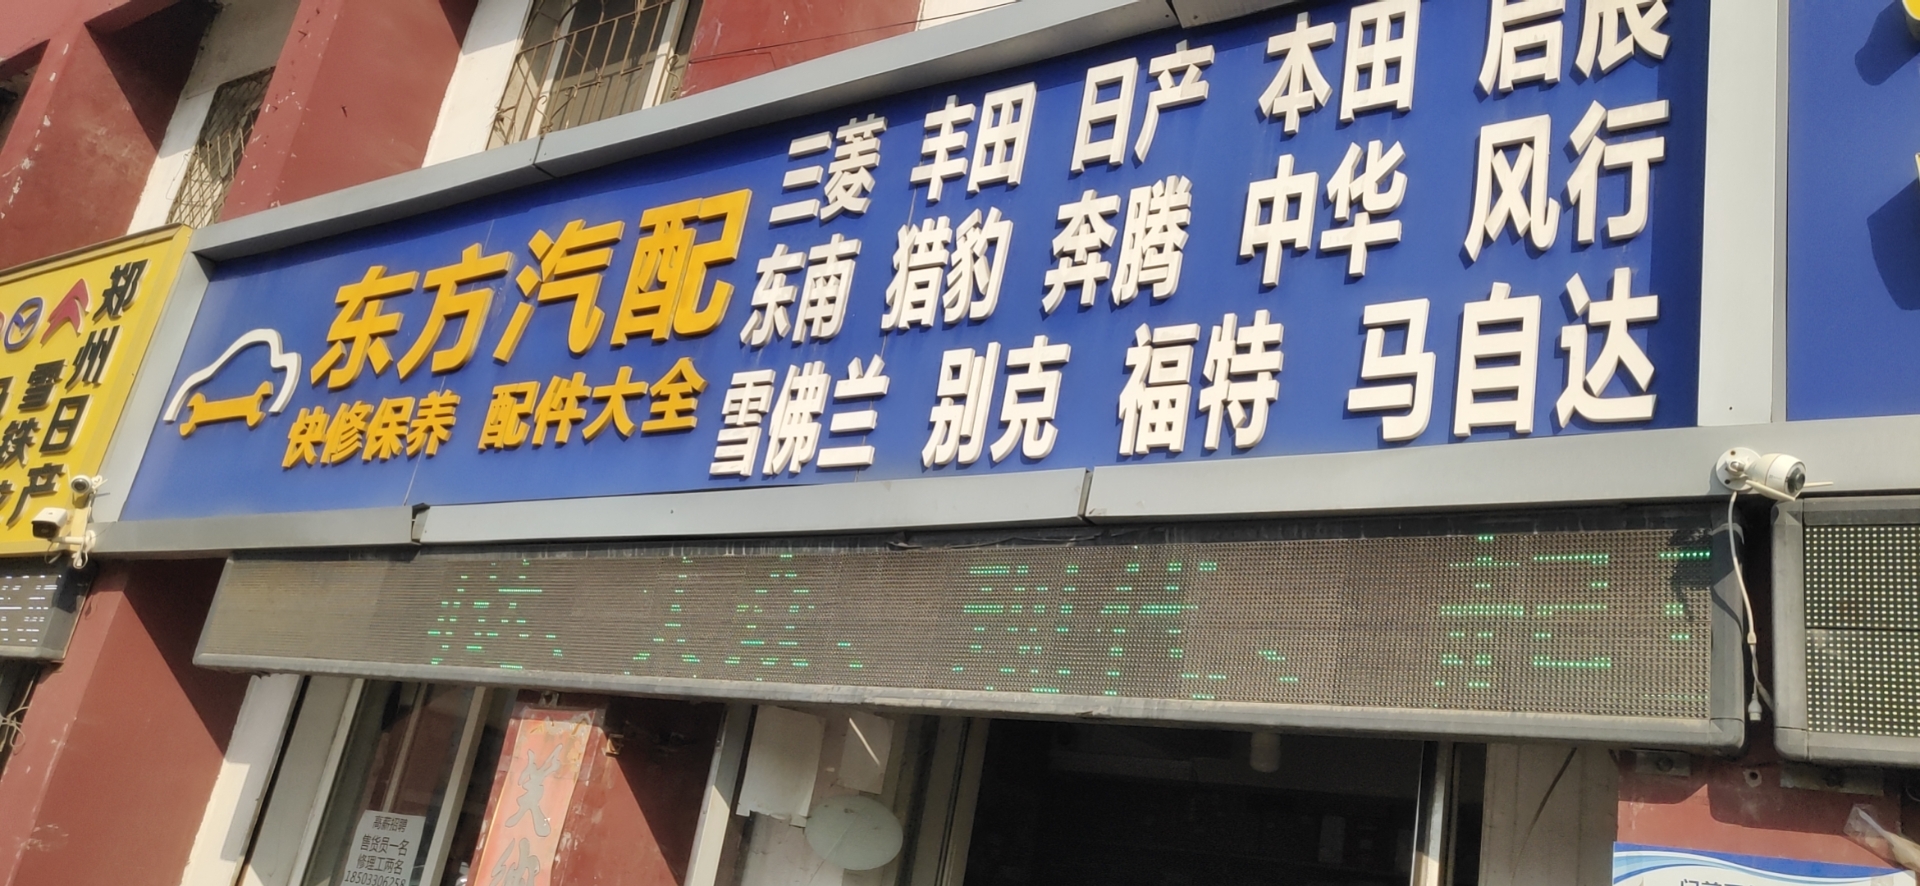 东方汽配
快修保养 配件大全
三菱 丰田 日产 本田 启辰
东南 猎豹 奔腾 中华 风行
雪佛兰 别克 福特 马自达
郑州日产
雪铁
高薪招聘
售货员一名
修理工两名
18503306258